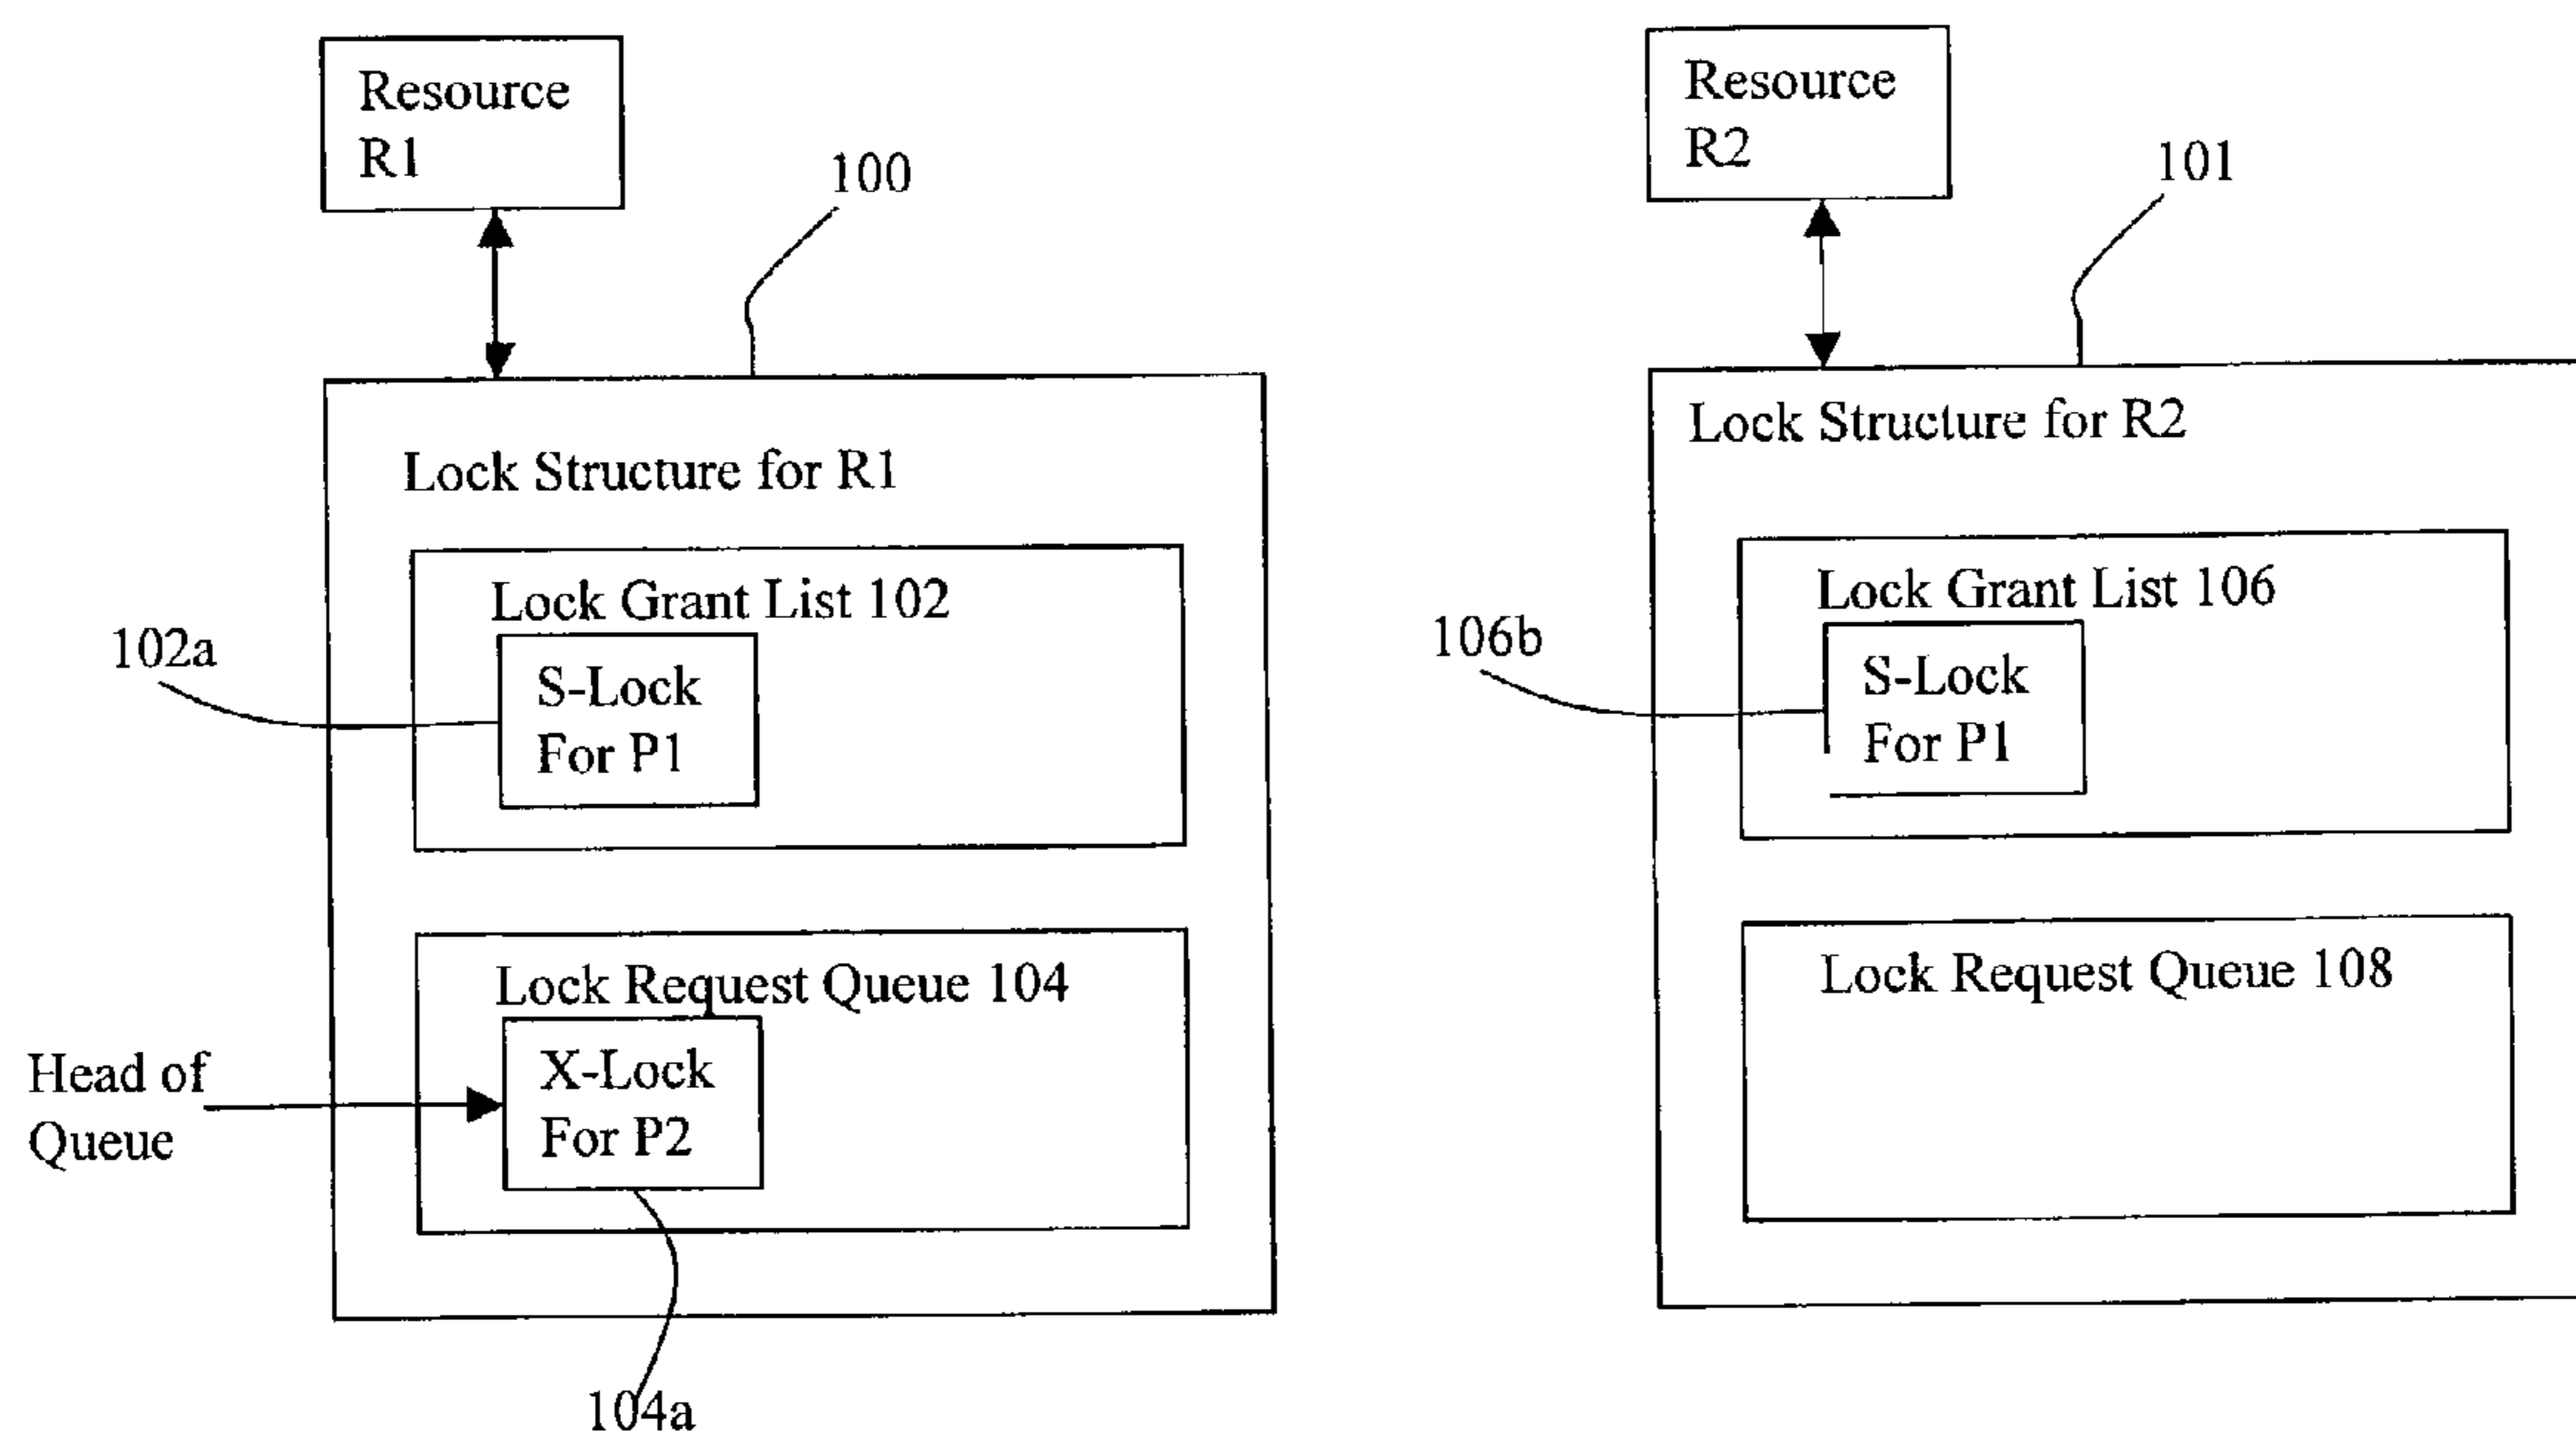 Resource
R1
100
Lock Structure for R1
Lock Grant List 102
102a
S-Lock
For P1
Lock Request Queue 104
Head of
Queue
X-Lock
For P2
104a
Resource
R2
101
Lock Structure for R2
Lock Grant List 106
106b
S-Lock
For P1
Lock Request Queue 108